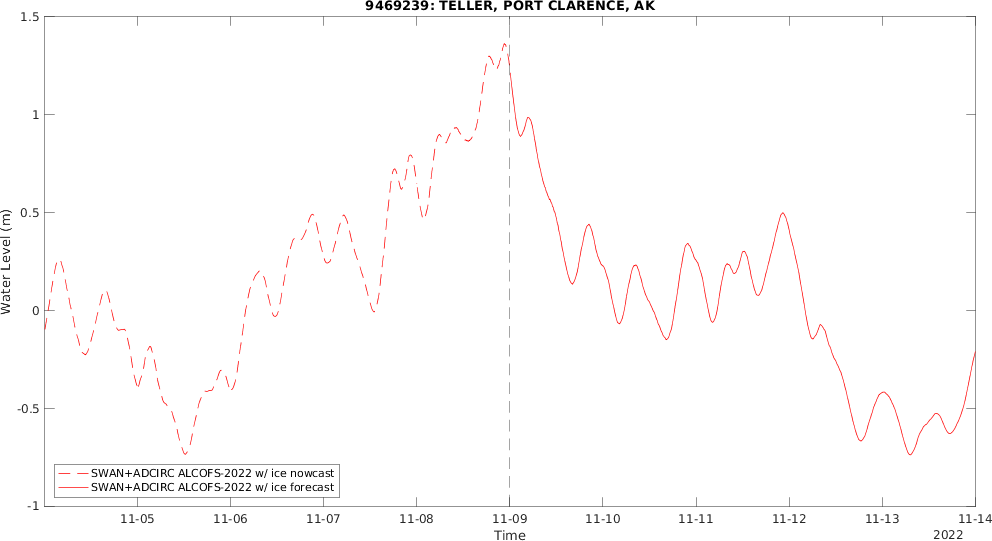 9469239: TELLER, PORT CLARENCE, AK
1.5
1
0.5
0
-0.5
-1
Water Level (m)
SWAN+ADCIRC ALCOFS-2022 w/ ice nowcast
SWAN+ADCIRC ALCOFS-2022 w/ ice forecast
11-05 11-06 11-07 11-08 11-09 11-10 11-11 11-12 11-13 11-14
Time
2022